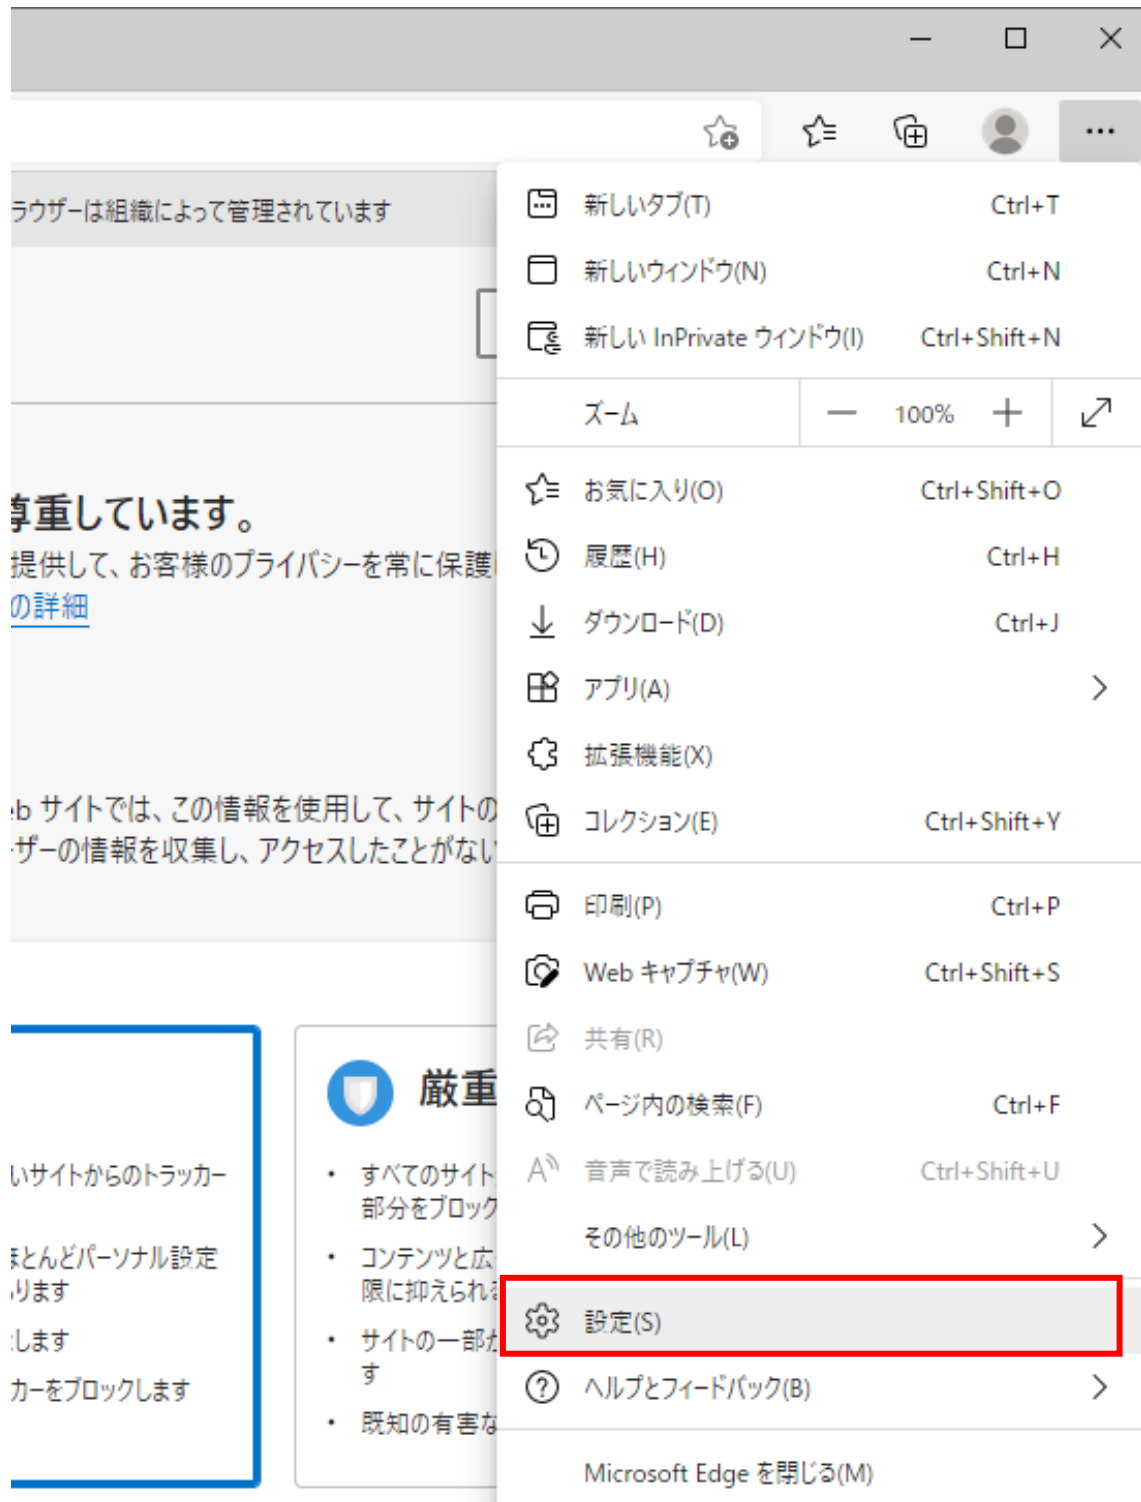 ラウザーは組織によって管理されています
新しいタブ(T) Ctrl+T
新しいウィンドウ(N) Ctrl+N
新しい InPrivate ウィンドウ(I) Ctrl+Shift+N
ズーム 100%
お気に入り(O) Ctrl+Shift+O
履歴(H) Ctrl+H
ダウンロード(D) Ctrl+J
アプリ(A)
拡張機能(X)
コレクション(E) Ctrl+Shift+Y
印刷(P) Ctrl+P
Web キャプチャ(W) Ctrl+Shift+S
共有(R)
ページ内の検索(F) Ctrl+F
音声で読み上げる(U) Ctrl+Shift+U
その他のツール(L)
設定(S)
ヘルプとフィードバック(B)
Microsoft Edge を閉じる(M)
尊重しています。
提供して、お客様のプライバシーを常に保護
の詳細
eb サイトでは、この情報を使用して、サイトの
ーザーの情報を収集し、アクセスしたことがない
いサイトからのトラッカー
ほとんどパーソナル設定
ります
します
カーをブロックします
厳重
• すべてのサイト
部分をブロック
• コンテンツと広
限に抑えられる
• サイトの一部が
す
• 既知の有害な